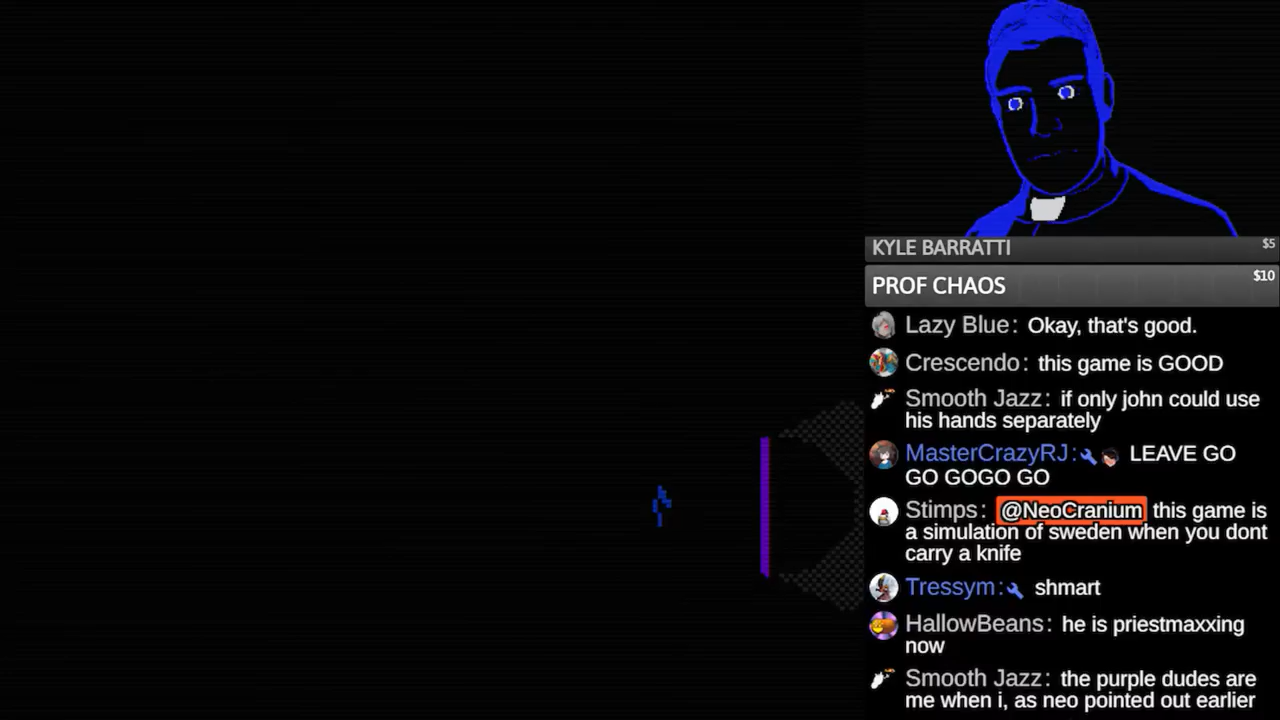 KYLE BARRATTI $5
PROF CHAOS $10
Lazy Blue: Okay, that's good.
Crescendo: this game is GOOD
Smooth Jazz: if only john could use
his hands separately
MasterCrazyRJ: LEAVE GO
GO GOGO GO
Stimps: @NeoCranium this game is
a simulation of sweden when you dont
carry a knife
Tressym: shmart
HallowBeans: he is priestmaxxing
now
Smooth Jazz: the purple dudes are
me when i, as neo pointed out earlier